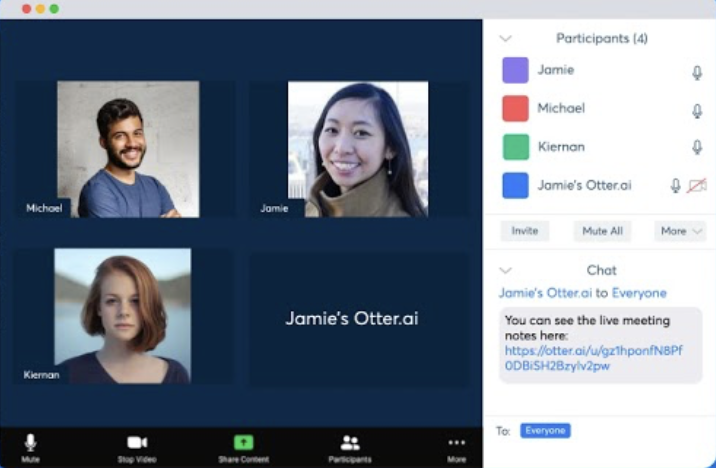 Participants (4)
Jamie
Michael
Kiernan
Jamie's Otter.ai
Invite
Mute All
More
Chat
Jamie's Otter.ai to Everyone
You can see the live meeting
notes here:
https://otter.ai/u/gz1hponfN8Pf
0DBiSH2Bzylv2pw
To: Everyone
Michael
Jamie
Kiernan
Jamie's Otter.ai
Mute
Stop Video
Share Content
Participants
More